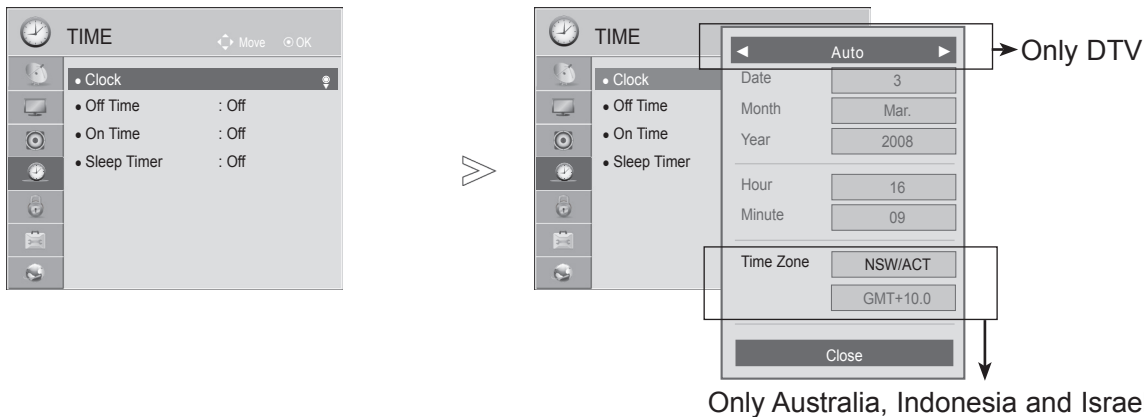 TIME
Move OK
• Clock
• Off Time : Off
• On Time : Off
• Sleep Timer : Off
TIME
• Clock
• Off Time
• On Time
• Sleep Timer
◄ Auto ►
Only DTV
Date 3
Month Mar.
Year 2008
Hour 16
Minute 09
Time Zone NSW/ACT
GMT+10.0
Close
Only Australia, Indonesia and Israe